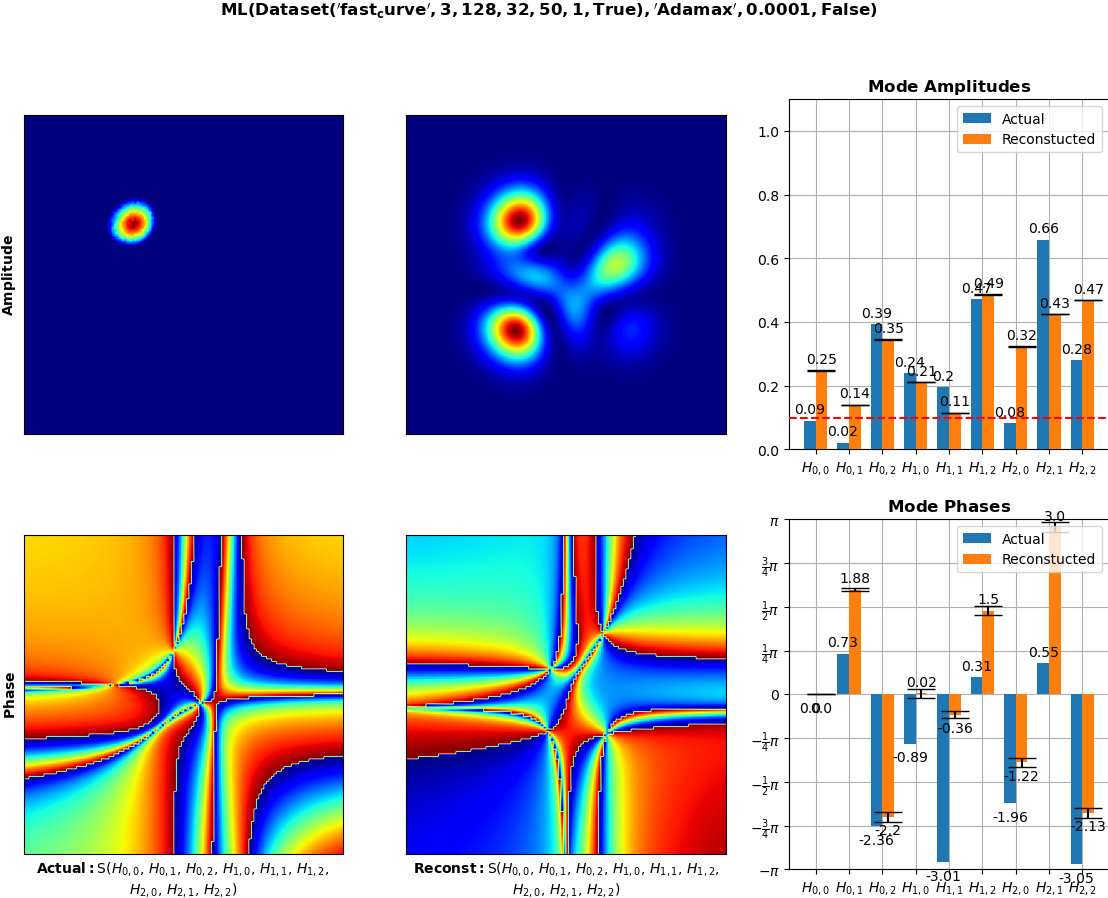 ML(Dataset('fast_curve', 3, 128, 32, 50, 1, True), 'Adamax', 0.0001, False)
Amplitude
Mode Amplitudes
Actual
Reconstucted
1.0
0.8
0.6
0.4
0.2
0.0
0.09
0.25
0.02
0.14
0.39
0.35
0.24
0.21
0.2
0.11
0.47
0.49
0.08
0.32
0.66
0.43
0.28
0.47
H0,0 H0,1 H0,2 H1,0 H1,1 H1,2 H2,0 H2,1 H2,2
Phase
Actual: S(H0,0, H0,1, H0,2, H1,0, H1,1, H1,2,
H2,0, H2,1, H2,2)
Reconst: S(H0,0, H0,1, H0,2, H1,0, H1,1, H1,2,
H2,0, H2,1, H2,2)
Mode Phases
Actual
Reconstucted
π
3/4π
1/2π
1/4π
0
−1/4π
−1/2π
−3/4π
−π
0.0
0.0
0.73
1.88
-2.36
-2.2
-0.89
0.02
-3.01
-0.36
0.31
1.5
-1.96
-1.22
0.55
3.0
-3.05
-2.13
H0,0 H0,1 H0,2 H1,0 H1,1 H1,2 H2,0 H2,1 H2,2